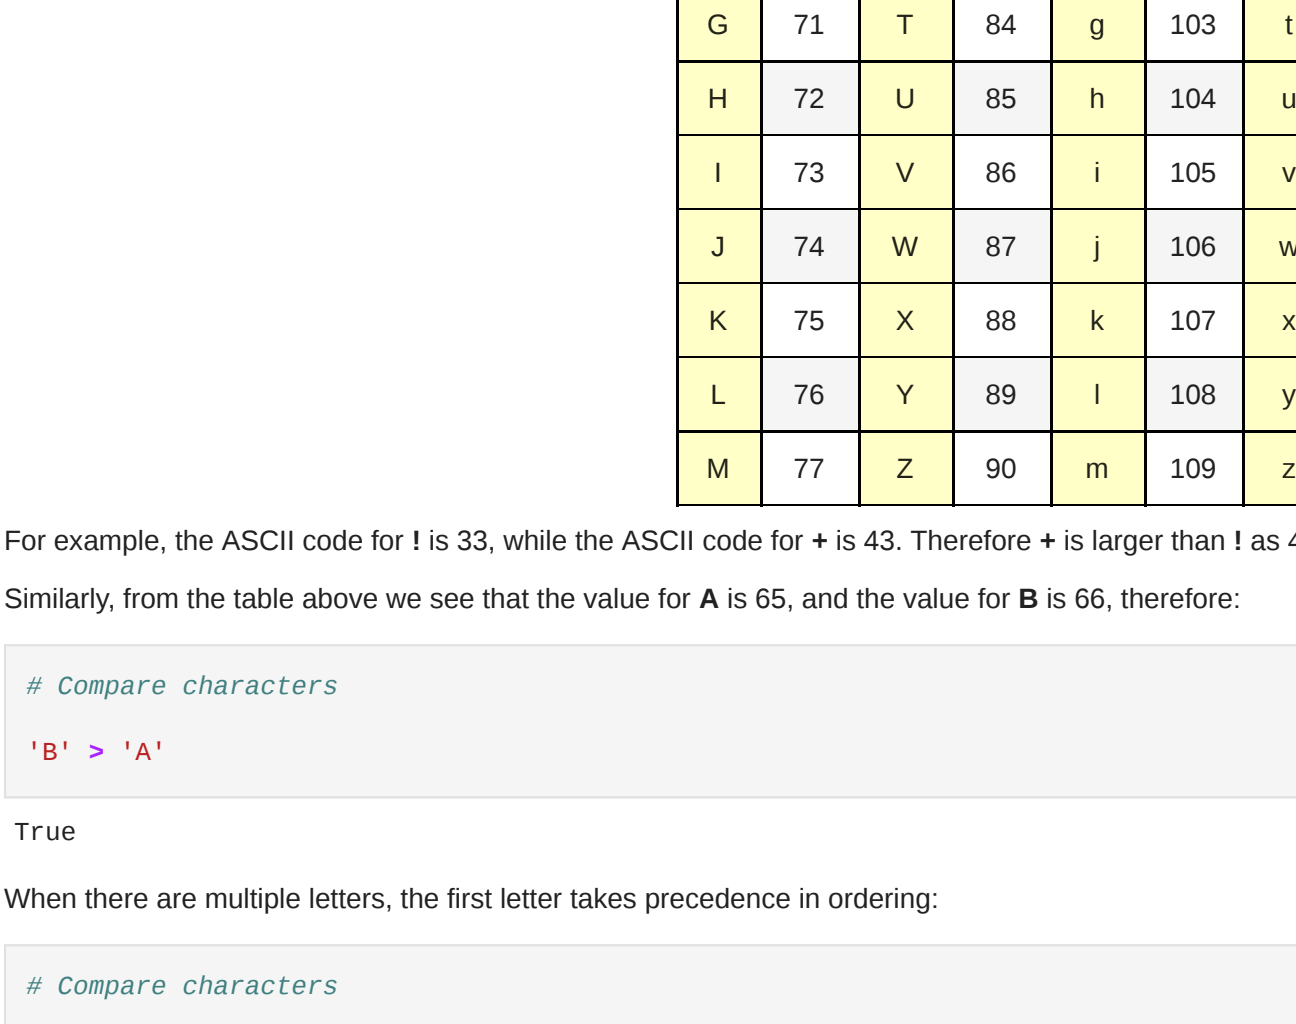 G 71 T 84 g 103 t
H 72 U 85 h 104 u
I 73 V 86 i 105 v
J 74 W 87 j 106 w
K 75 X 88 k 107 x
L 76 Y 89 l 108 y
M 77 Z 90 m 109 z
For example, the ASCII code for ! is 33, while the ASCII code for + is 43. Therefore + is larger than ! as 4
Similarly, from the table above we see that the value for A is 65, and the value for B is 66, therefore:
# Compare characters
'B' > 'A'
True
When there are multiple letters, the first letter takes precedence in ordering:
# Compare characters